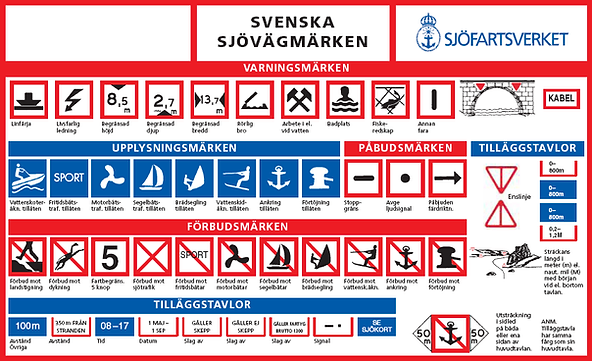 SVENSKA
SJÖVÄGMÄRKEN
SJÖFARTSVERKET
VARNINGSMÄRKEN
8,5 m
2,7 m
13,7 m
KABEL
Linfärja
Livsfarlig
ledning
Begränsad
höjd
Begränsad
djup
Begränsad
bredd
Rörlig
bro
Arbete i el.
vid vatten
Badplats
Fiske-
redskap
Annan
fara
UPPLYSNINGSMÄRKEN
SPORT
Vattenskoter-
åk. tillåten
Fritidsbåts-
traf. tillåten
Motorbåts-
traf. tillåten
Segelbåts-
traf. tillåten
Brädsegling
tillåten
Vattenskid-
åkn. tillåten
Ankring
tillåten
Förtöjning
tillåten
PÅBUDSMÄRKEN
Stopp-
gräns
Avge
ljudsignal
Påbjuden
färdriktn.
TILLÄGGSTAVLOR
Enslinje
0–
800m
0–
800m
0–
800m
0,2–
1,2M
Sträckans
längd i
meter (m) el.
naut. mil (M)
med början
vid el. bortom
tavlan.
FÖRBUDSMÄRKEN
5
SPORT
Förbud mot
landstigning
Förbud mot
dykning
Förbud mot
sjötrafik
Fartbegräns.
5 knop
Förbud mot
fritidsbåtar
Förbud mot
motorbåtar
Förbud mot
segelbåtar
Förbud mot
brädsegling
Förbud mot
vattensk.åkn.
Förbud mot
ankring
Förbud mot
förtöjning
TILLÄGGSTAVLOR
100m
350 m FRÅN
STRANDEN
08–17
1 MAJ –
1 SEP
GÄLLER
SKEPP
GÄLLER EJ
SKEPP
GÄLLER FARTYG
BRUTTO 1300
SE
SJÖKORT
Avstånd
Övriga
Avstånd
Tid
Datum
Slag av
Slag av
Slag av
Signal
50
m
50
m
Utsträckning
i sidled
på båda
eller ena
sidan av
huvudtavlan.
ANM.
Tilläggstavla
har samma
färg som sin
huvudtavla.